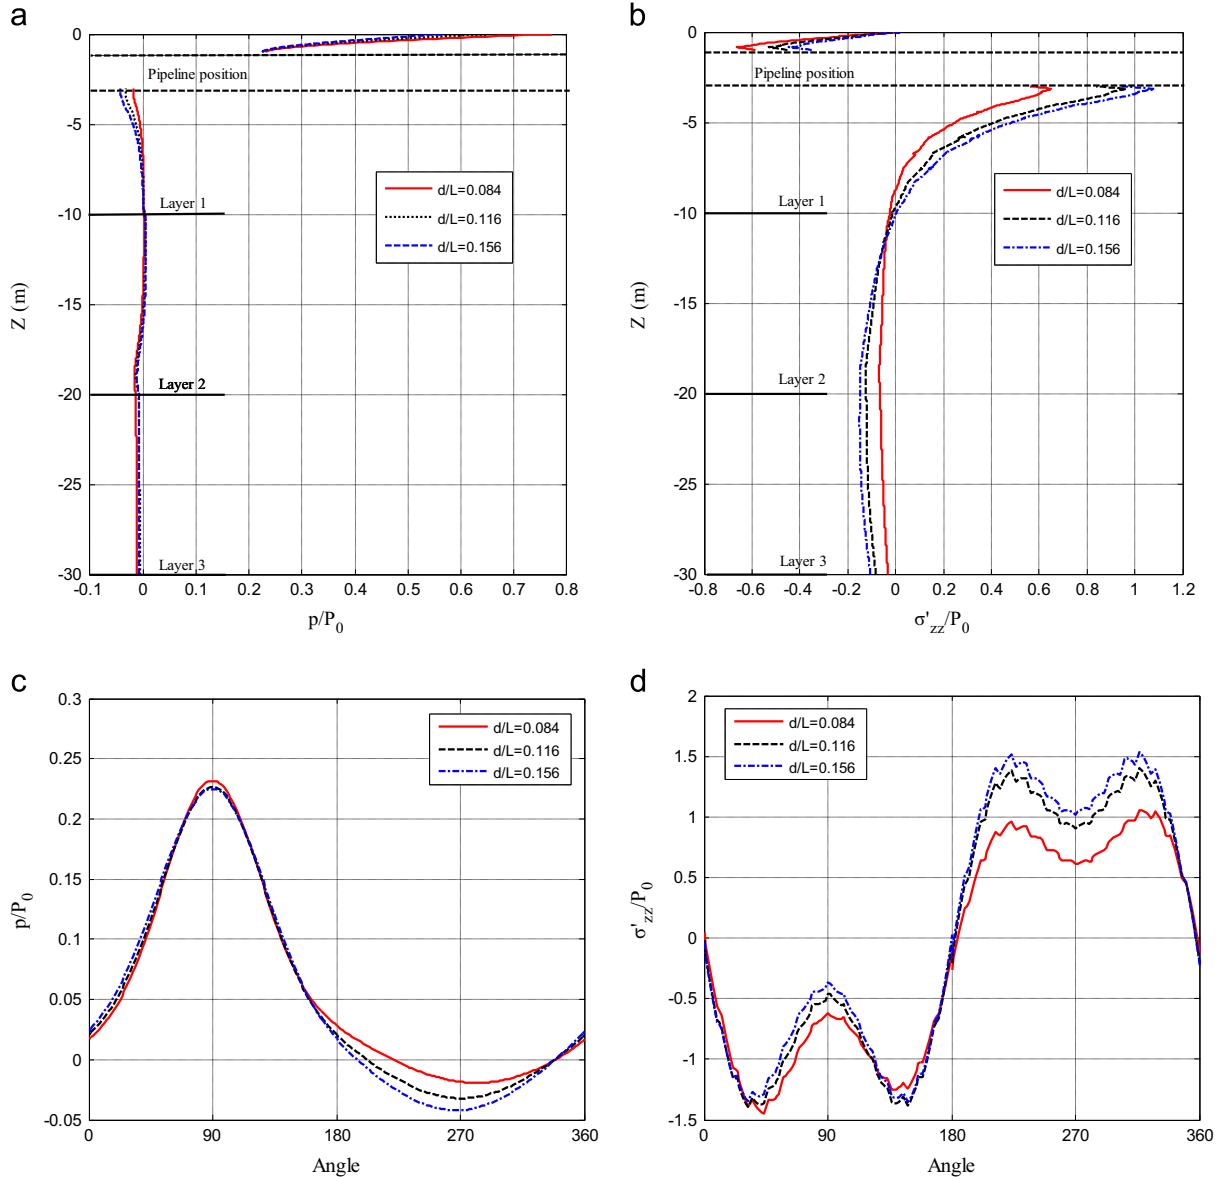 a
0
-5
-10
-15
-20
-25
-30
Z (m)
Pipeline position
Layer 1
Layer 2
Layer 3
d/L=0.084
d/L=0.116
d/L=0.156
-0.1 0 0.1 0.2 0.3 0.4 0.5 0.6 0.7 0.8
p/P0
b
0
-5
-10
-15
-20
-25
-30
Z (m)
Pipeline position
Layer 1
Layer 2
Layer 3
d/L=0.084
d/L=0.116
d/L=0.156
-0.8 -0.6 -0.4 -0.2 0 0.2 0.4 0.6 0.8 1 1.2
σ'zz/P0
c
0.3
0.25
0.2
0.15
0.1
0.05
0
-0.05
p/P0
d/L=0.084
d/L=0.116
d/L=0.156
0 90 180 270 360
Angle
d
2
1.5
1
0.5
0
-0.5
-1
-1.5
σ'zz/P0
d/L=0.084
d/L=0.116
d/L=0.156
0 90 180 270 360
Angle